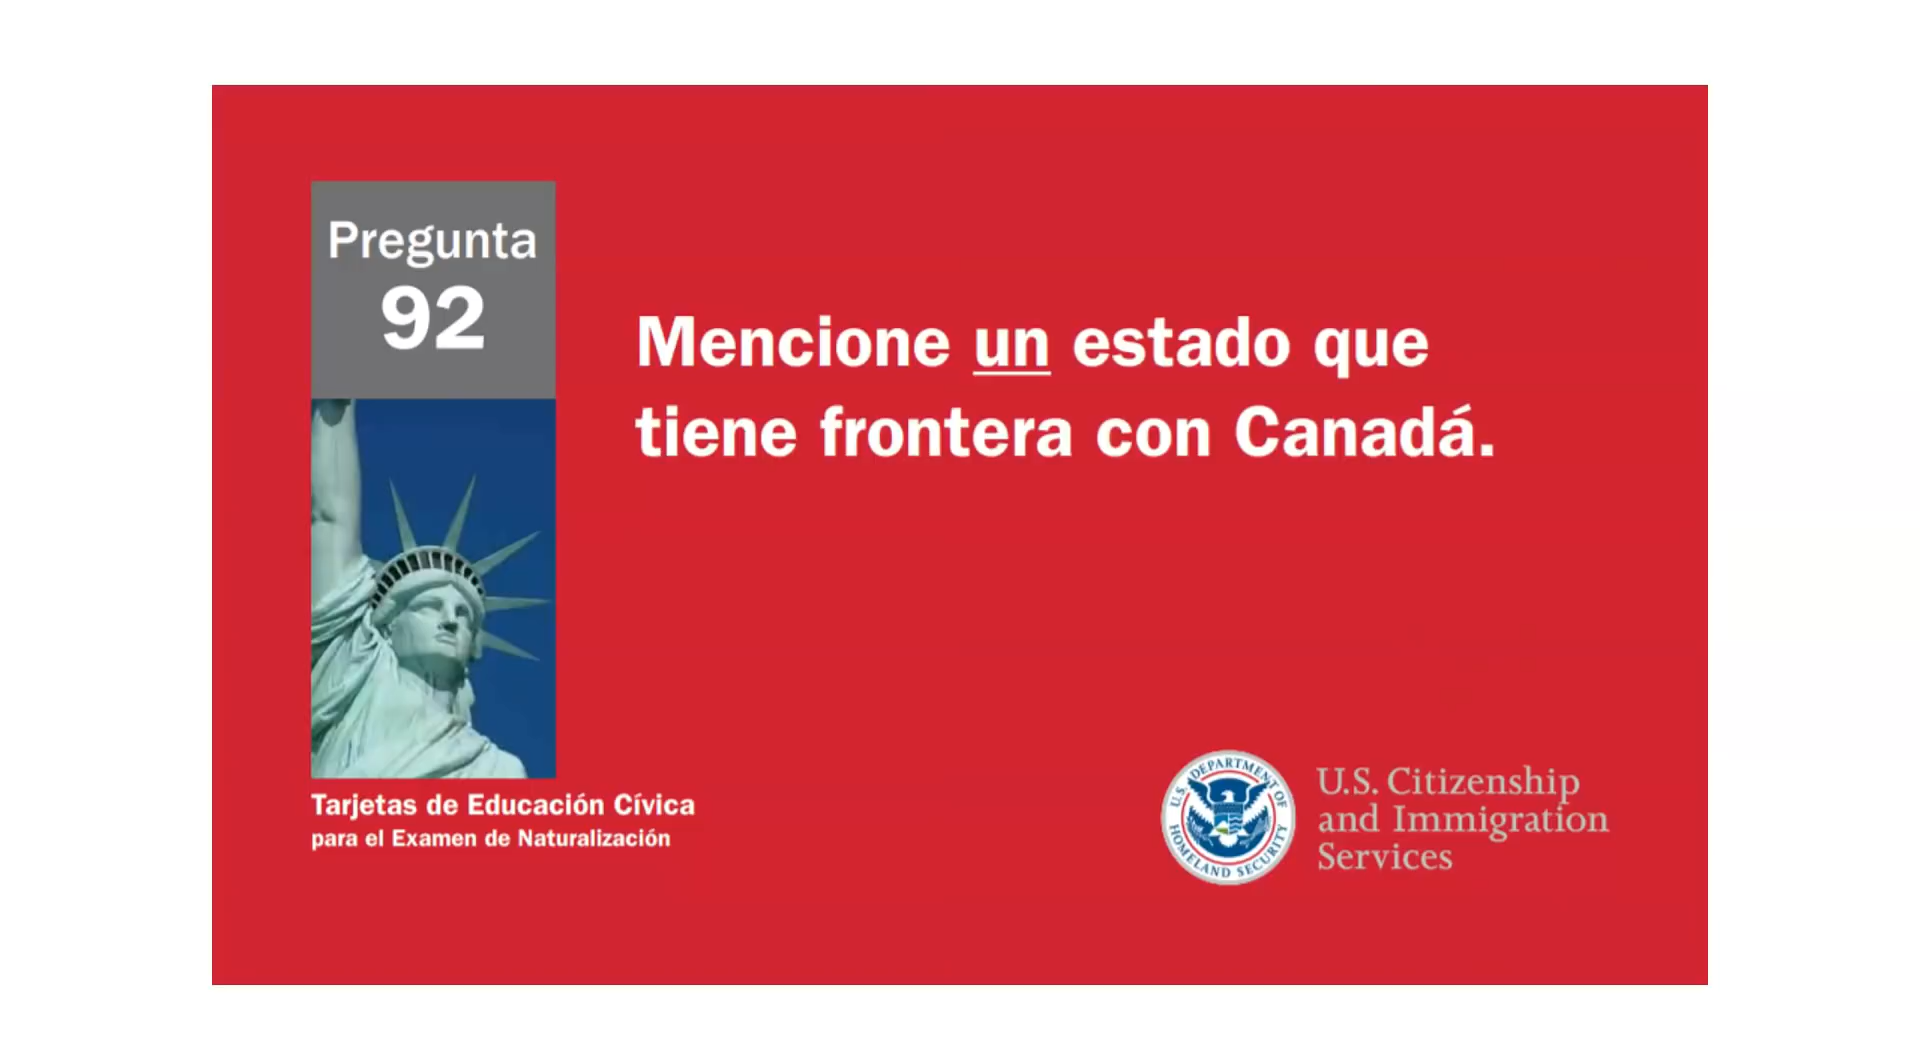 Pregunta
92
Mencione un estado que
tiene frontera con Canadá.
Tarjetas de Educación Cívica
para el Examen de Naturalización
U.S. DEPARTMENT OF
HOMELAND SECURITY
U.S. Citizenship
and Immigration
Services